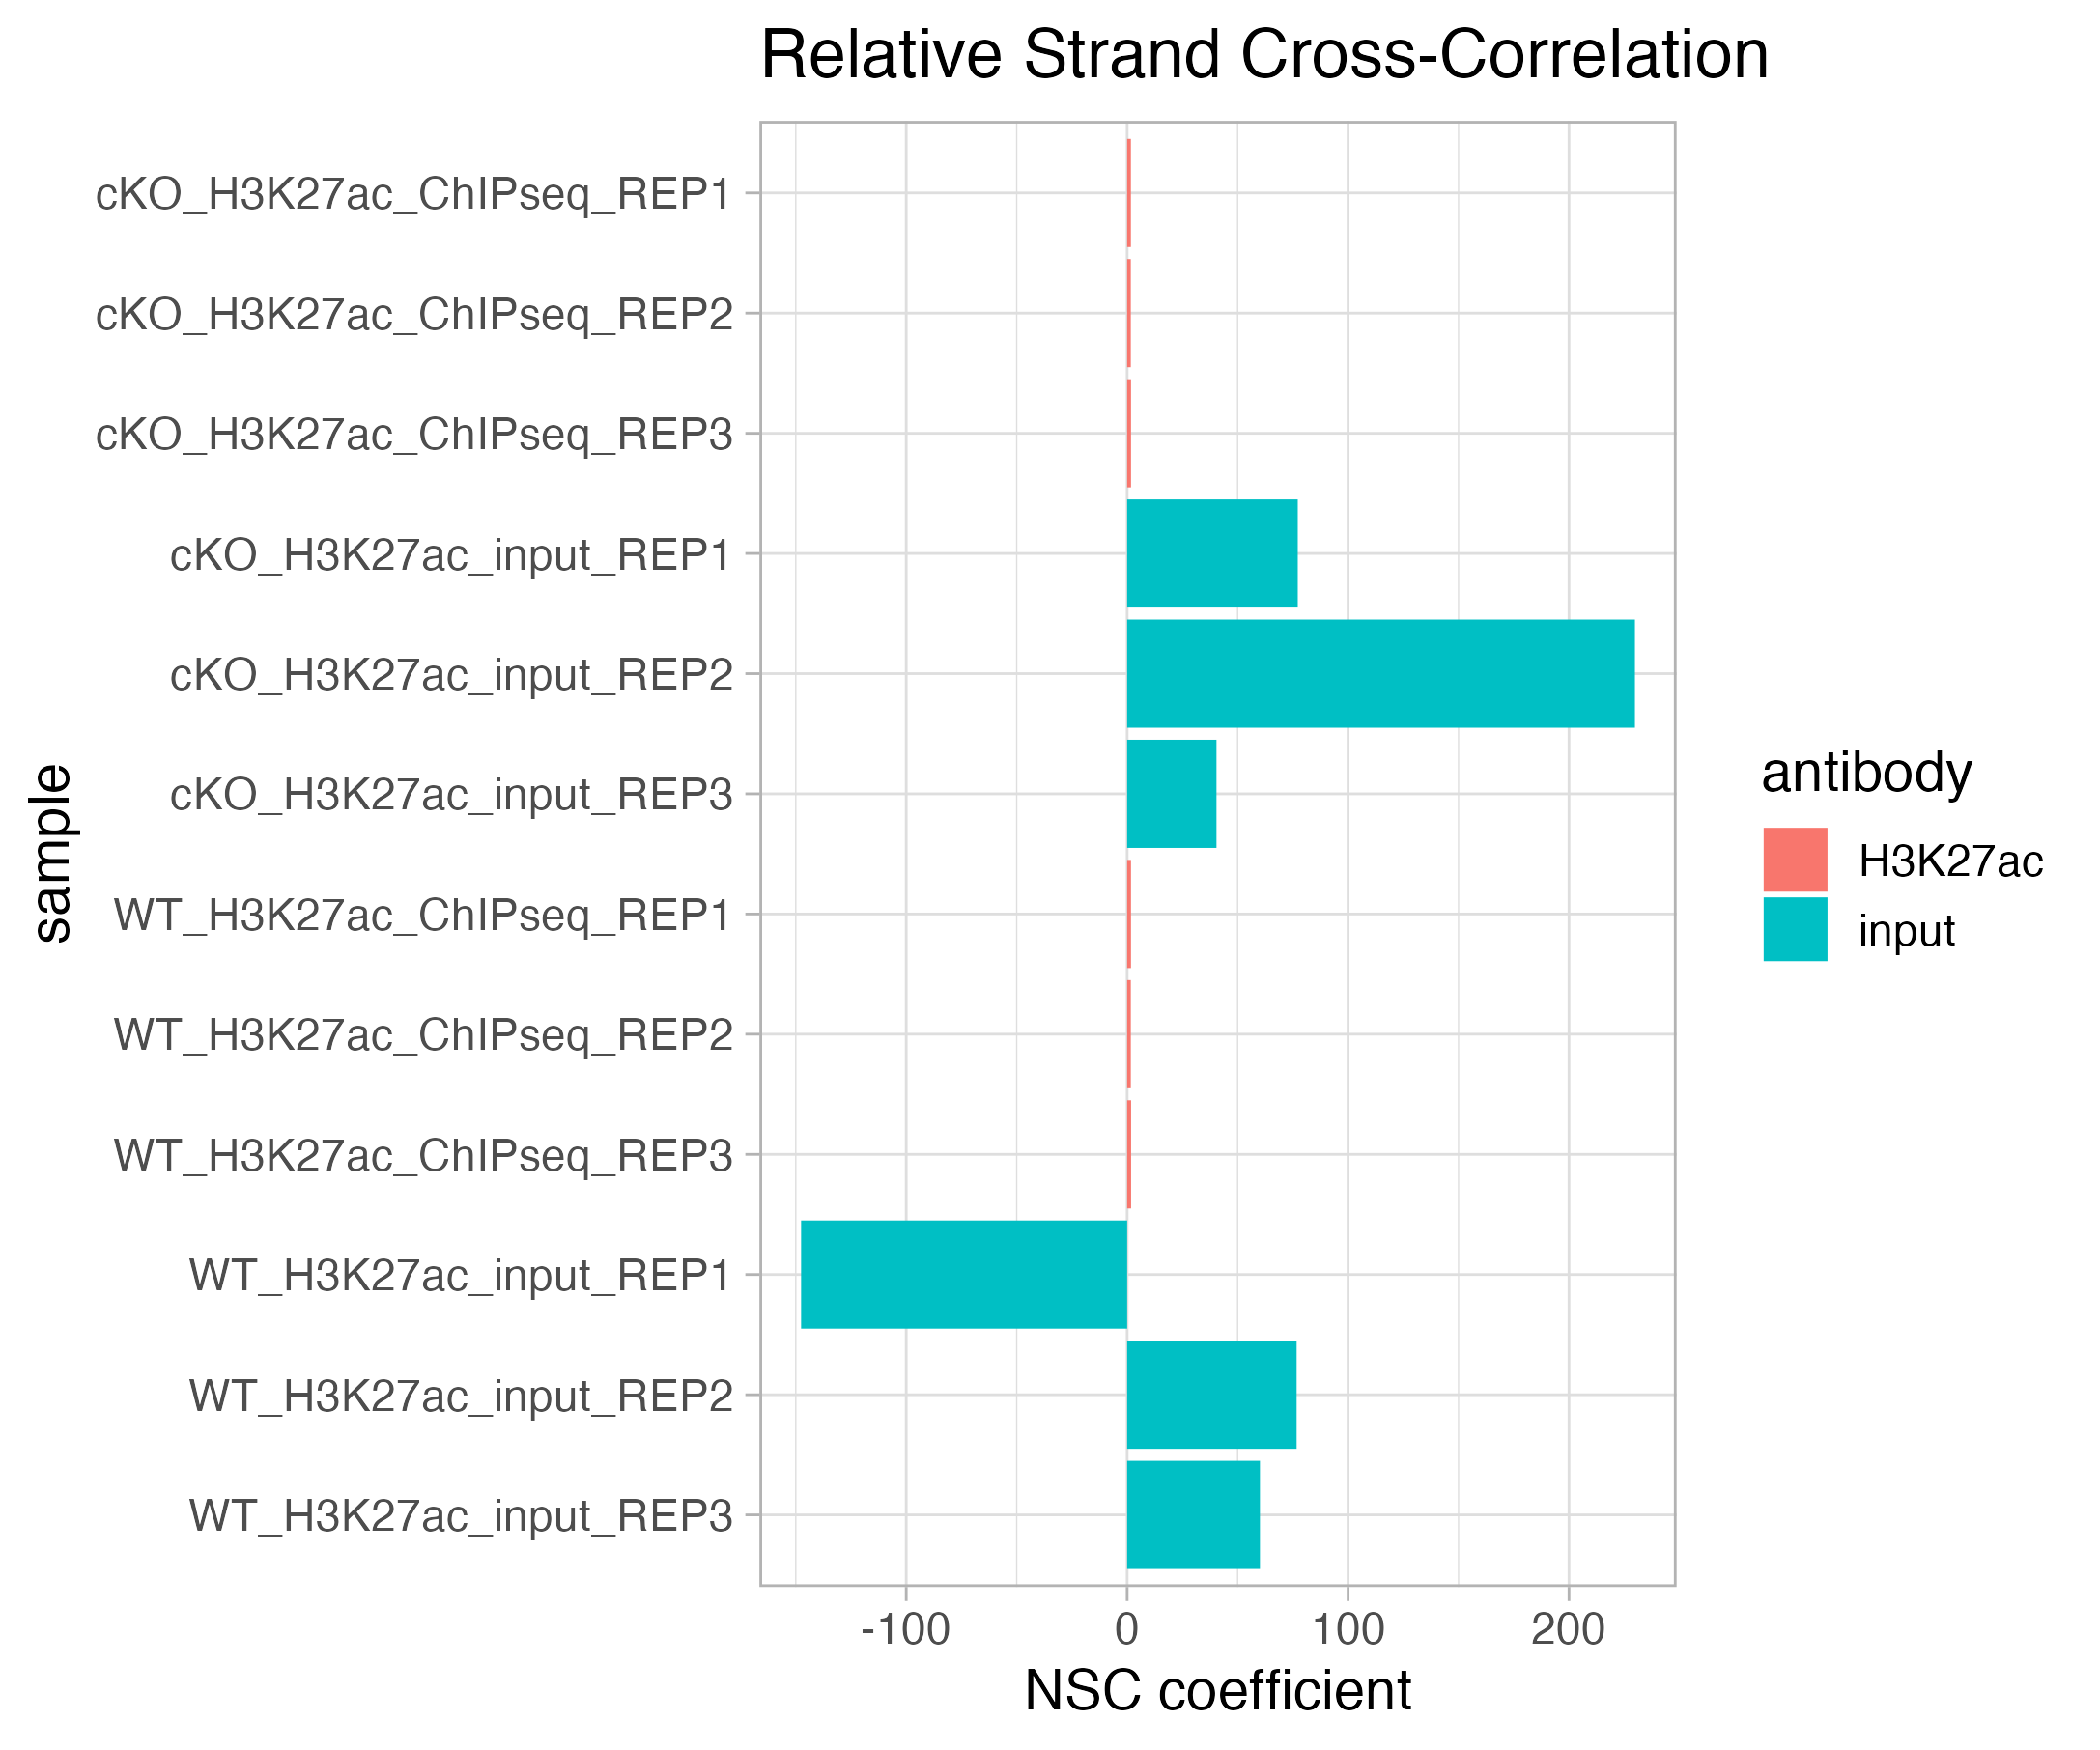 Relative Strand Cross-Correlation
cKO_H3K27ac_ChIPseq_REP1
cKO_H3K27ac_ChIPseq_REP2
cKO_H3K27ac_ChIPseq_REP3
cKO_H3K27ac_input_REP1
cKO_H3K27ac_input_REP2
cKO_H3K27ac_input_REP3
WT_H3K27ac_ChIPseq_REP1
WT_H3K27ac_ChIPseq_REP2
WT_H3K27ac_ChIPseq_REP3
WT_H3K27ac_input_REP1
WT_H3K27ac_input_REP2
WT_H3K27ac_input_REP3
sample
-100 0 100 200
NSC coefficient
antibody
H3K27ac
input